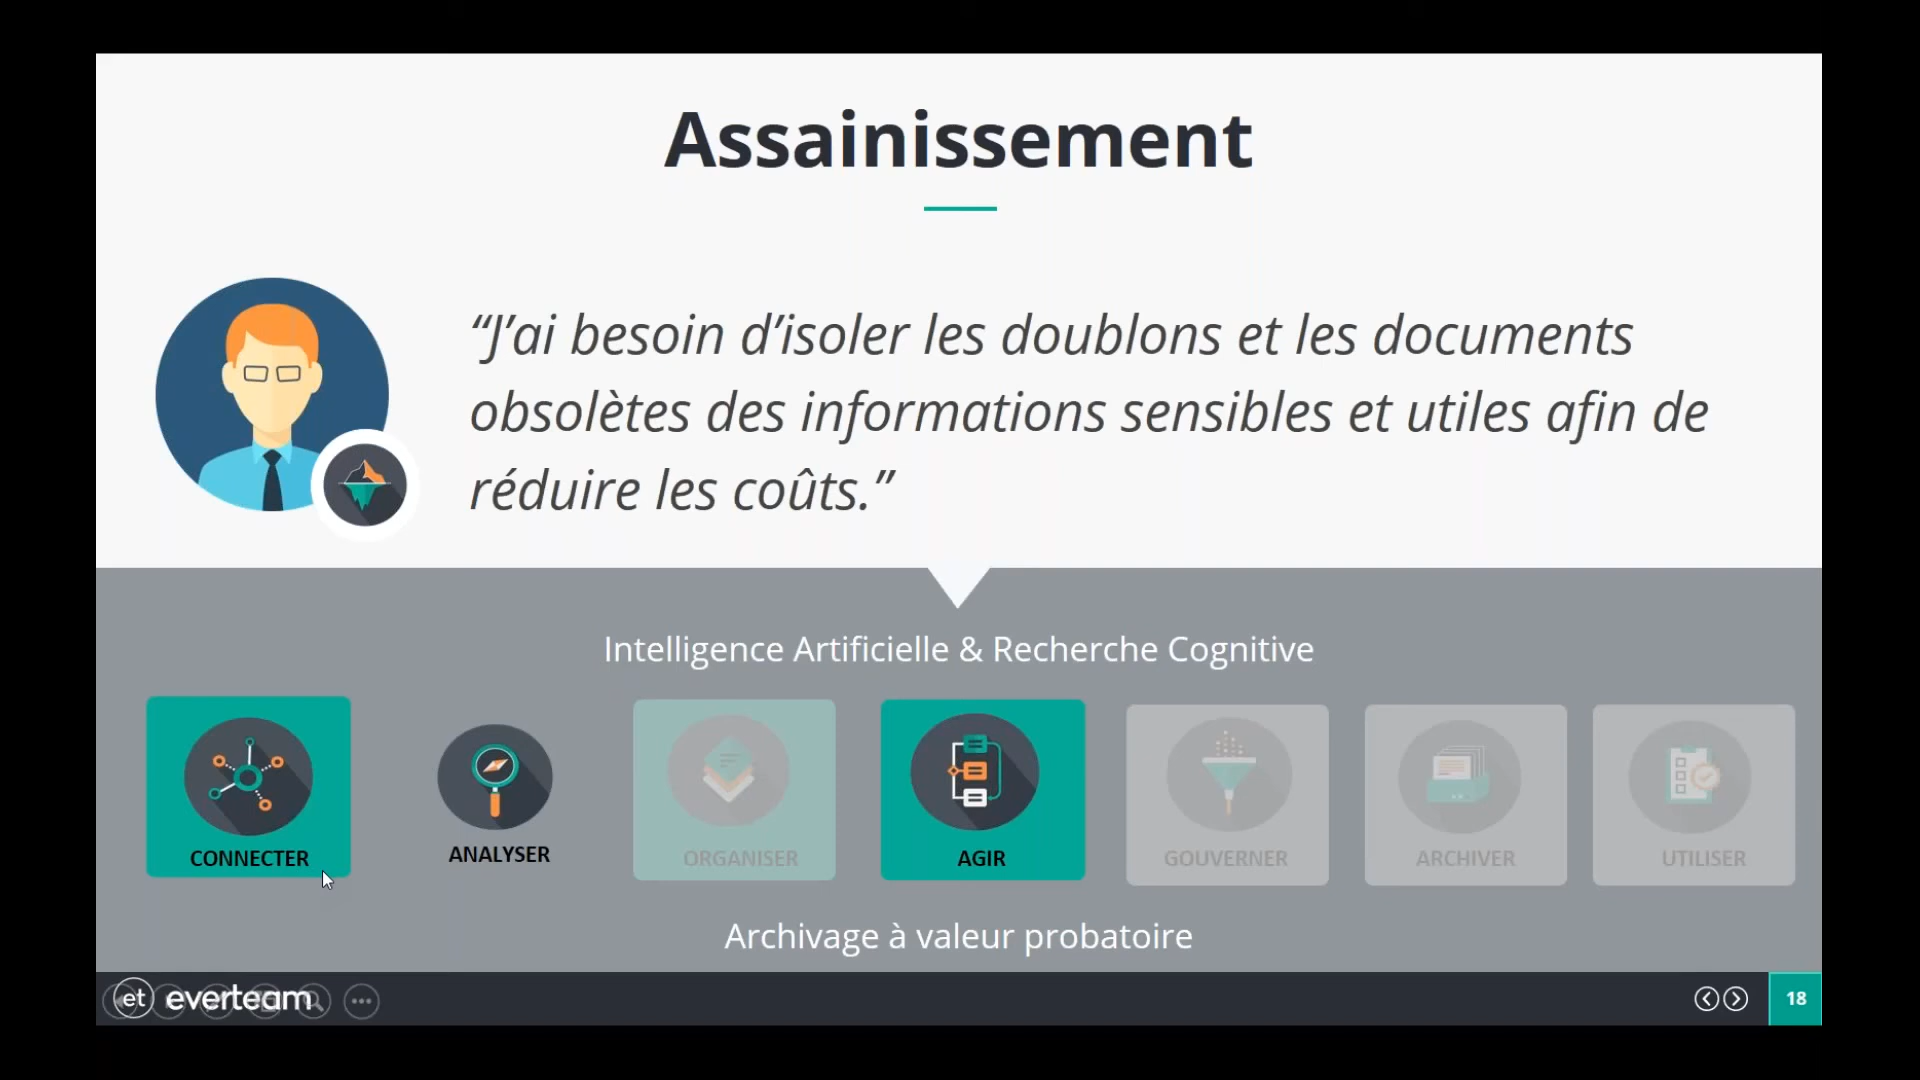 Assainissement
“J’ai besoin d’isoler les doublons et les documents
obsolètes des informations sensibles et utiles afin de
réduire les coûts.”
Intelligence Artificielle & Recherche Cognitive
CONNECTER
ANALYSER
ORGANISER
AGIR
GOUVERNER
ARCHIVER
UTILISER
Archivage à valeur probatoire
et everteam
18